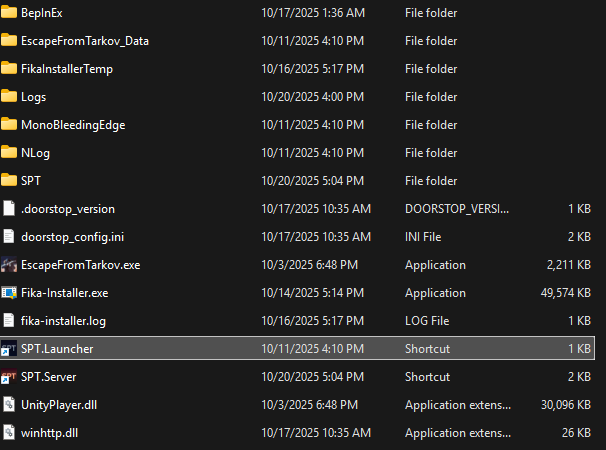 BepInEx 10/17/2025 1:36 AM File folder
EscapeFromTarkov_Data 10/11/2025 4:10 PM File folder
FikaInstallerTemp 10/16/2025 5:17 PM File folder
Logs 10/20/2025 4:00 PM File folder
MonoBleedingEdge 10/11/2025 4:10 PM File folder
NLog 10/11/2025 4:10 PM File folder
SPT 10/20/2025 5:04 PM File folder
.doorstop_version 10/17/2025 10:35 AM DOORSTOP_VERSI... 1 KB
doorstop_config.ini 10/17/2025 10:35 AM INI File 2 KB
EscapeFromTarkov.exe 10/3/2025 6:48 PM Application 2,211 KB
Fika-Installer.exe 10/14/2025 5:14 PM Application 49,574 KB
fika-installer.log 10/16/2025 5:17 PM LOG File 1 KB
SPT.Launcher 10/11/2025 4:10 PM Shortcut 1 KB
SPT.Server 10/20/2025 5:04 PM Shortcut 2 KB
UnityPlayer.dll 10/3/2025 6:48 PM Application extens... 30,096 KB
winhttp.dll 10/17/2025 10:35 AM Application extens... 26 KB